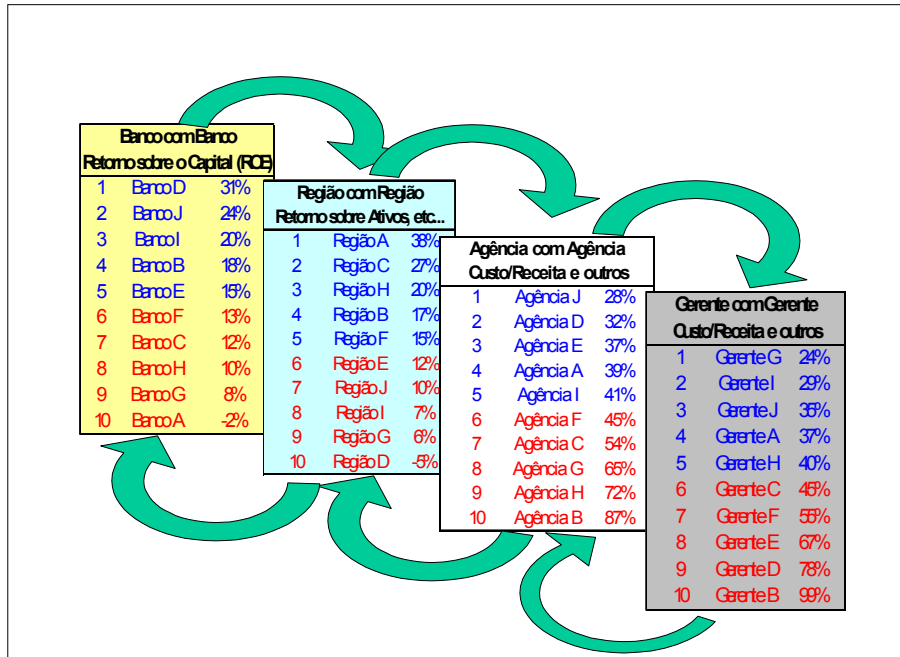 Banco com Banco
Retorno sobre o Capital (ROE)
1 Banco D 31%
2 Banco J 24%
3 Banco I 20%
4 Banco B 18%
5 Banco E 15%
6 Banco F 13%
7 Banco C 12%
8 Banco H 10%
9 Banco G 8%
10 Banco A -2%
Região com Região
Retorno sobre Ativos, etc...
1 Região A 38%
2 Região C 27%
3 Região H 20%
4 Região B 17%
5 Região F 15%
6 Região E 12%
7 Região J 10%
8 Região I 7%
9 Região G 6%
10 Região D -5%
Agência com Agência
Custo/Receita e outros
1 Agência J 28%
2 Agência D 32%
3 Agência E 37%
4 Agência A 39%
5 Agência I 41%
6 Agência F 45%
7 Agência C 54%
8 Agência G 65%
9 Agência H 72%
10 Agência B 87%
Gerente com Gerente
Custo/Receita e outros
1 Gerente G 24%
2 Gerente I 29%
3 Gerente J 35%
4 Gerente A 37%
5 Gerente H 40%
6 Gerente C 46%
7 Gerente F 55%
8 Gerente E 67%
9 Gerente D 78%
10 Gerente B 99%